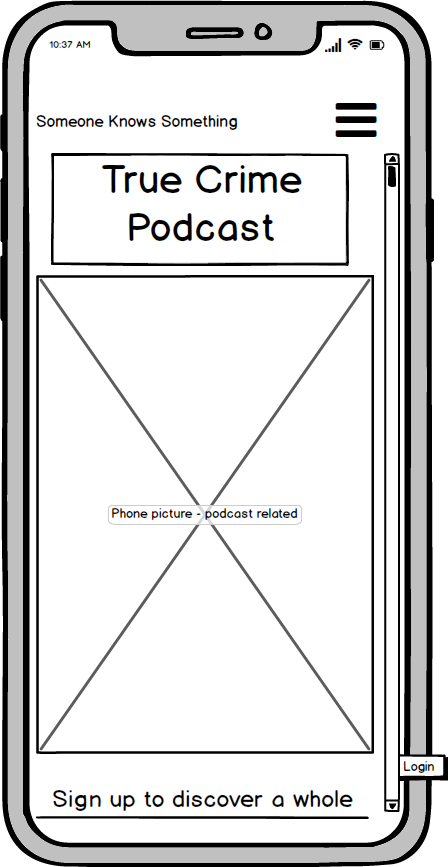 10:37 AM
Someone Knows Something
True Crime
Podcast
Phone picture - podcast related
Login
Sign up to discover a whole